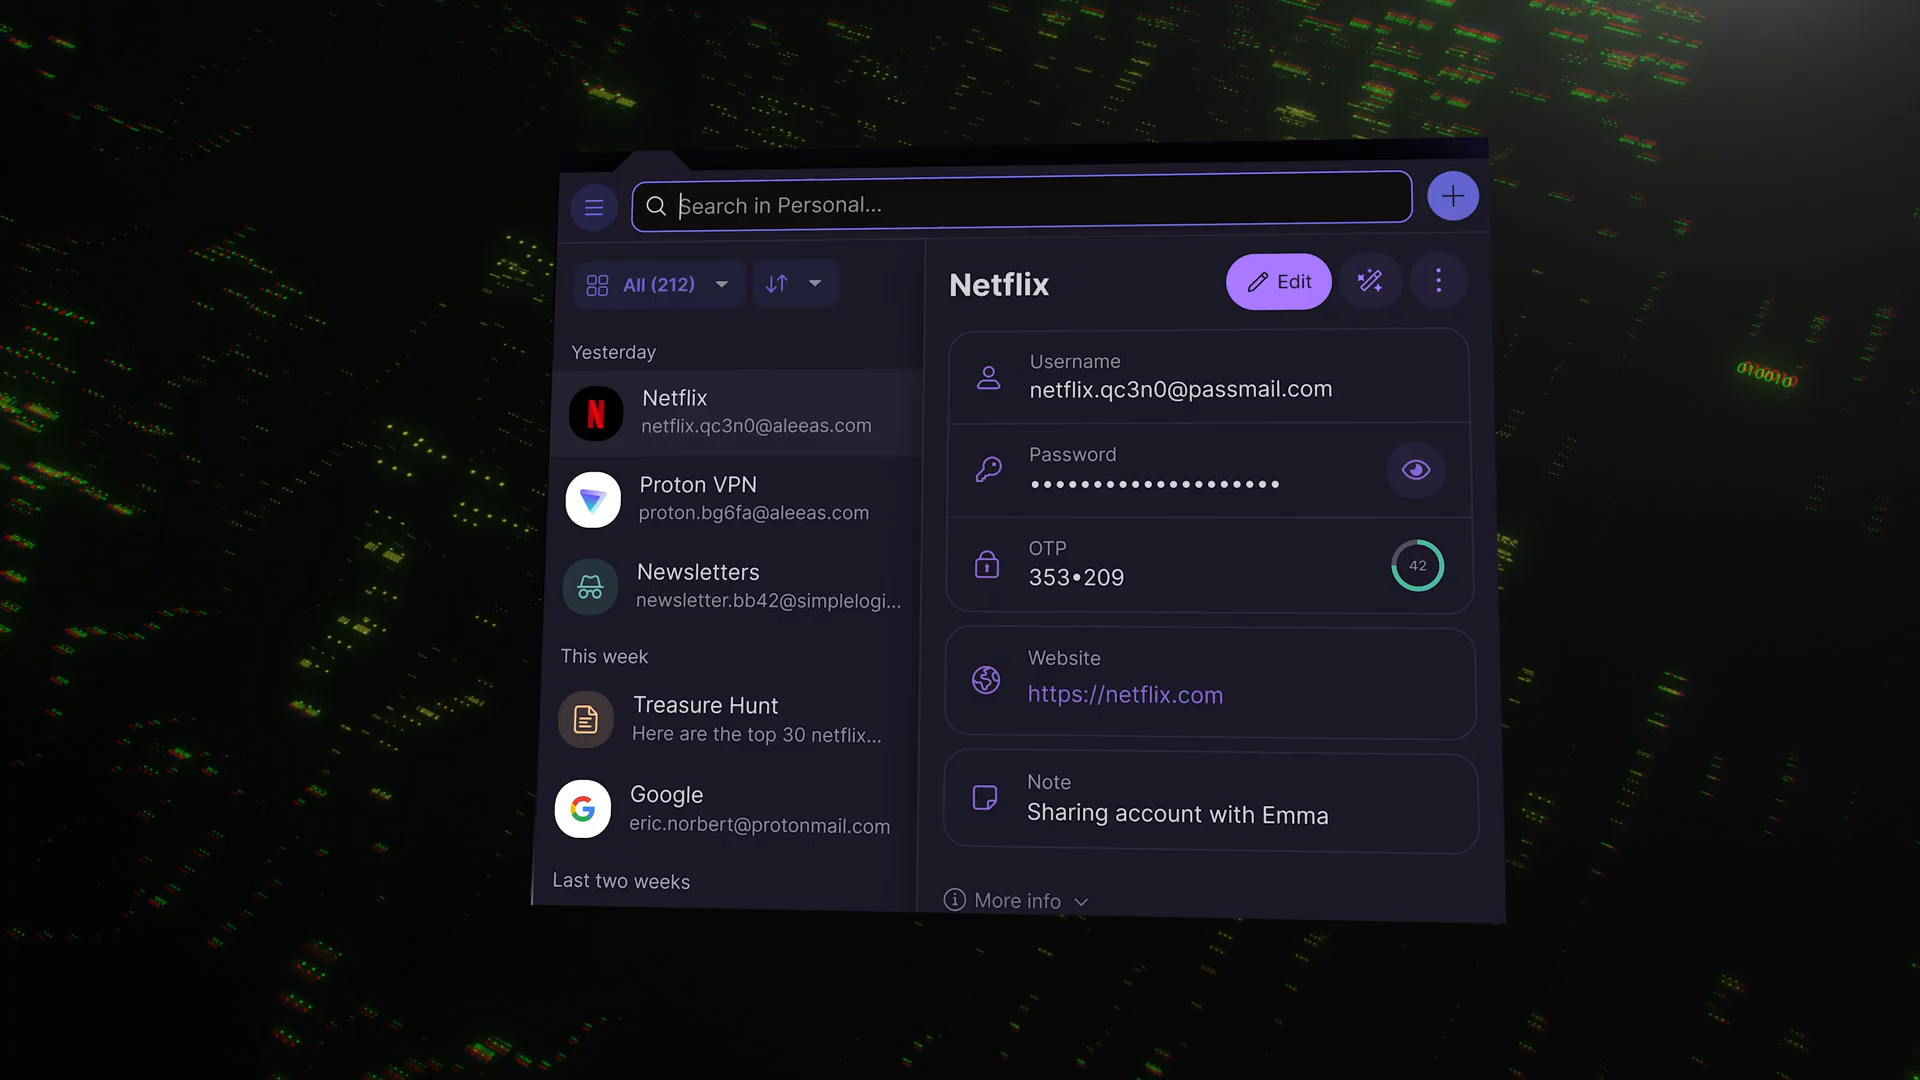 Search in Personal...
All (212)
Yesterday
Netflix
netflix.qc3n0@aleeas.com
Proton VPN
proton.bg6fa@aleeas.com
Newsletters
newsletter.bb42@simplelogi...
This week
Treasure Hunt
Here are the top 30 netflix...
Google
eric.norbert@protonmail.com
Last two weeks
Netflix
Edit
Username
netflix.qc3n0@passmail.com
Password
••••••••••••••••••••
OTP
353•209
42
Website
https://netflix.com
Note
Sharing account with Emma
More info
010010